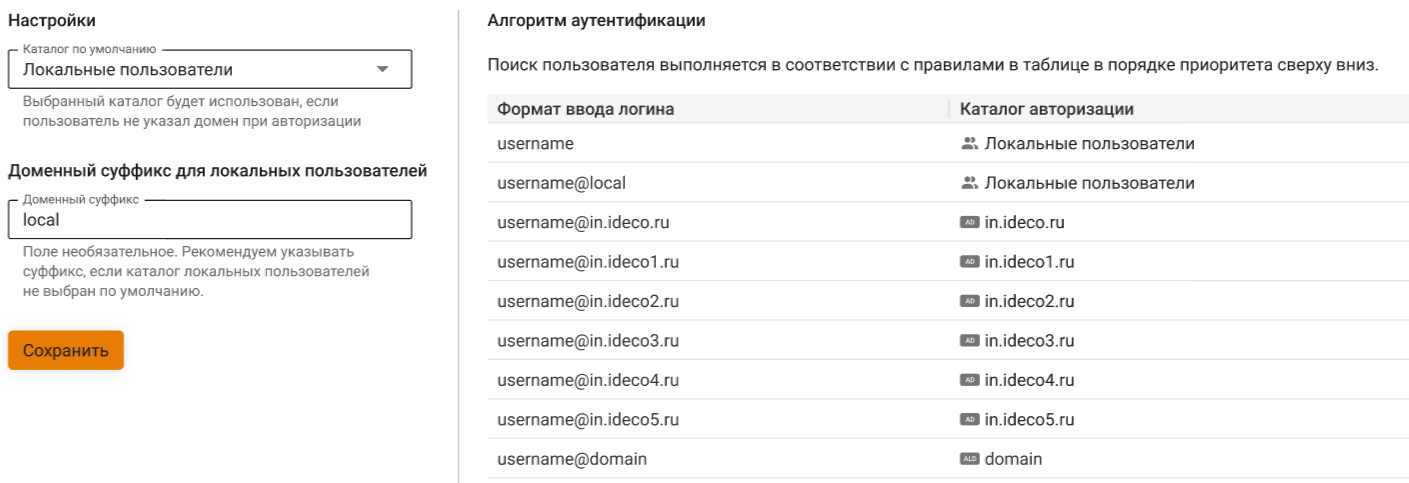 Настройки
Каталог по умолчанию
Локальные пользователи
Выбранный каталог будет использован, если
пользователь не указал домен при авторизации
Доменный суффикс для локальных пользователей
Доменный суффикс
local
Поле необязательное. Рекомендуем указывать
суффикс, если каталог локальных пользователей
не выбран по умолчанию.
Сохранить
Алгоритм аутентификации
Поиск пользователя выполняется в соответствии с правилами в таблице в порядке приоритета сверху вниз.
Формат ввода логина Каталог авторизации
username Локальные пользователи
username@local Локальные пользователи
username@in.ideco.ru AD in.ideco.ru
username@in.ideco1.ru AD in.ideco1.ru
username@in.ideco2.ru AD in.ideco2.ru
username@in.ideco3.ru AD in.ideco3.ru
username@in.ideco4.ru AD in.ideco4.ru
username@in.ideco5.ru AD in.ideco5.ru
username@domain ALD domain